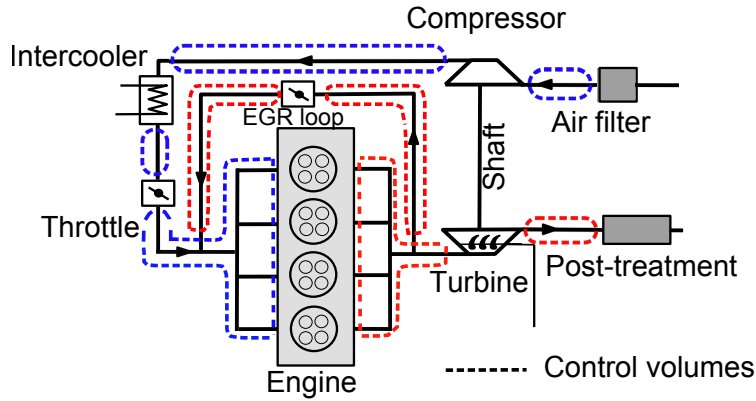 Compressor
Intercooler
EGR loop
Air filter
Shaft
Throttle
Turbine
Post-treatment
Engine
Control volumes